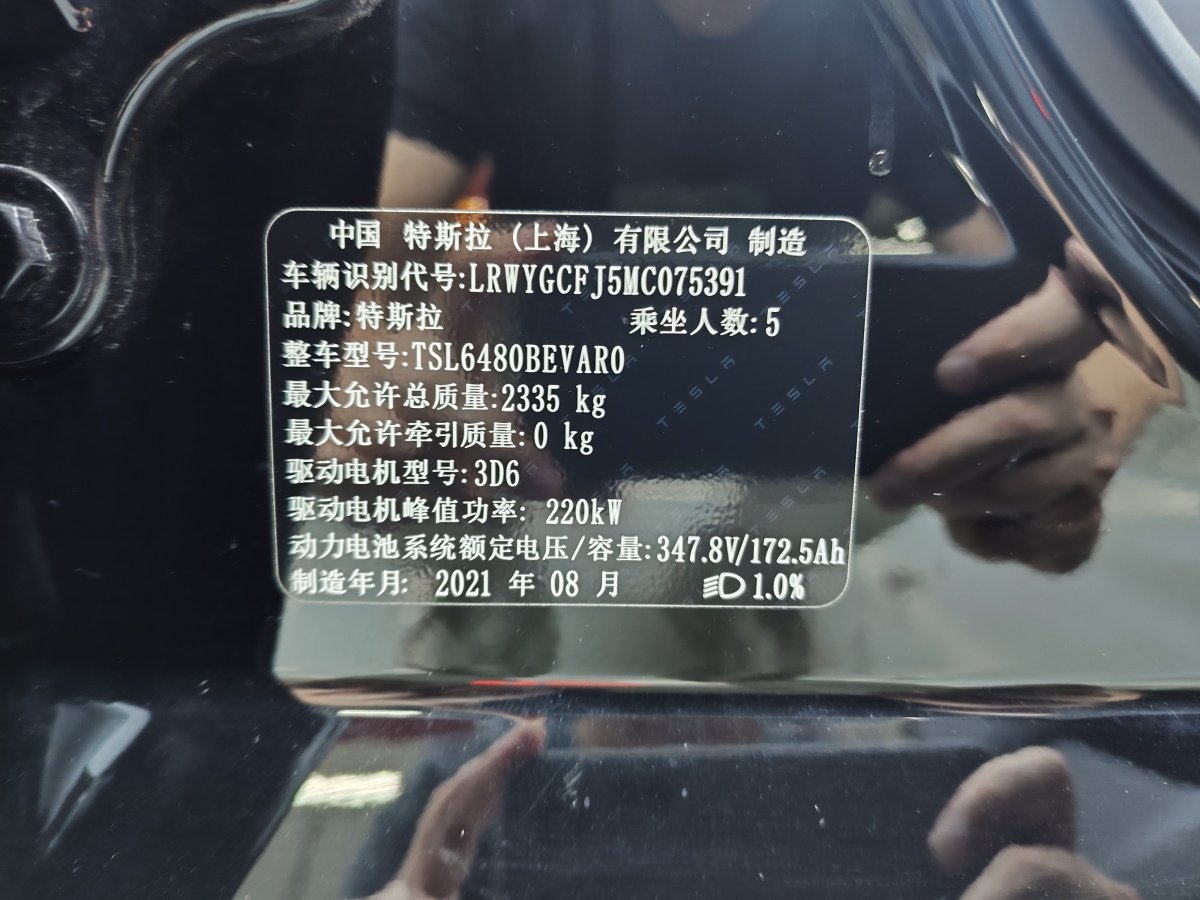 中国 特斯拉 (上海) 有限公司 制造
车辆识别代号:LRWYGCFJ5MC075391
品牌:特斯拉 乘坐人数:5
整车型号:TSL6480BEVAR0
最大允许总质量:2335 kg
最大允许牵引质量:0 kg
驱动电机型号:3D6
驱动电机峰值功率: 220kW
动力电池系统额定电压/容量:347.8V/172.5Ah
制造年月: 2021 年 08 月 1.0%
TESLA
TESLA